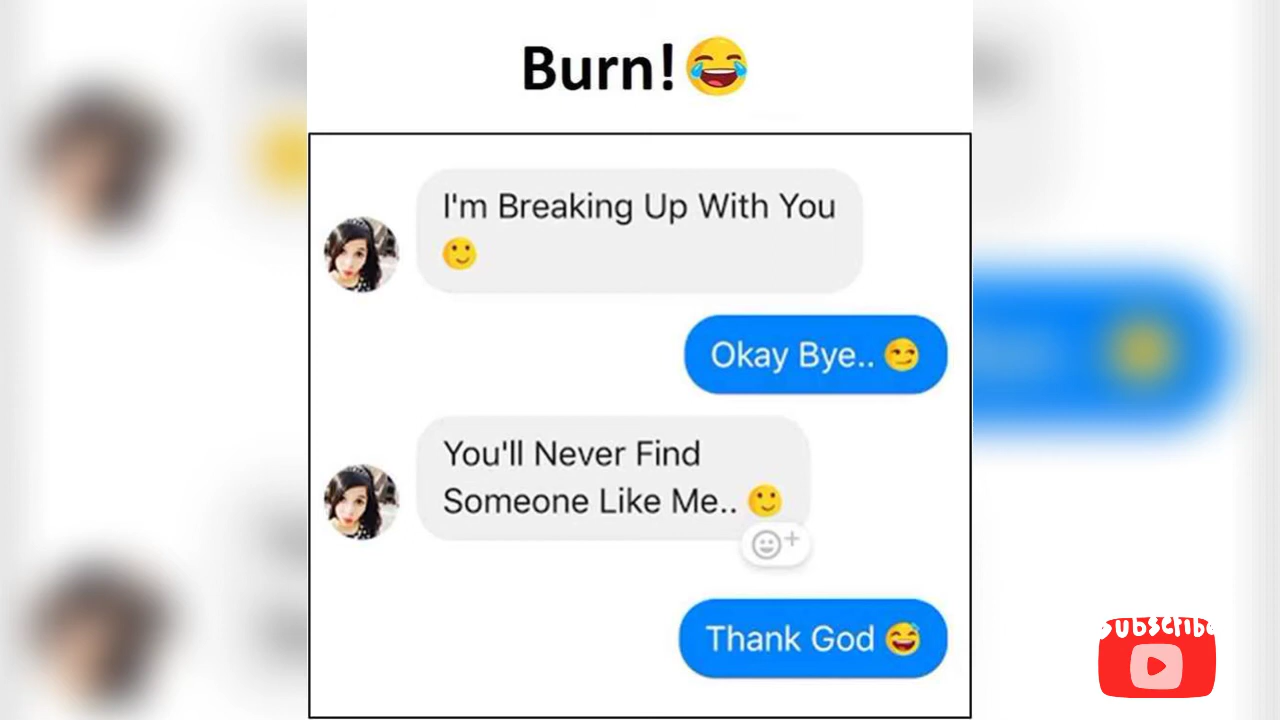 Burn!😂
I'm Breaking Up With You
🙂
Okay Bye.. 😏
You'll Never Find
Someone Like Me.. 🙂
Thank God 😅
Subscribe